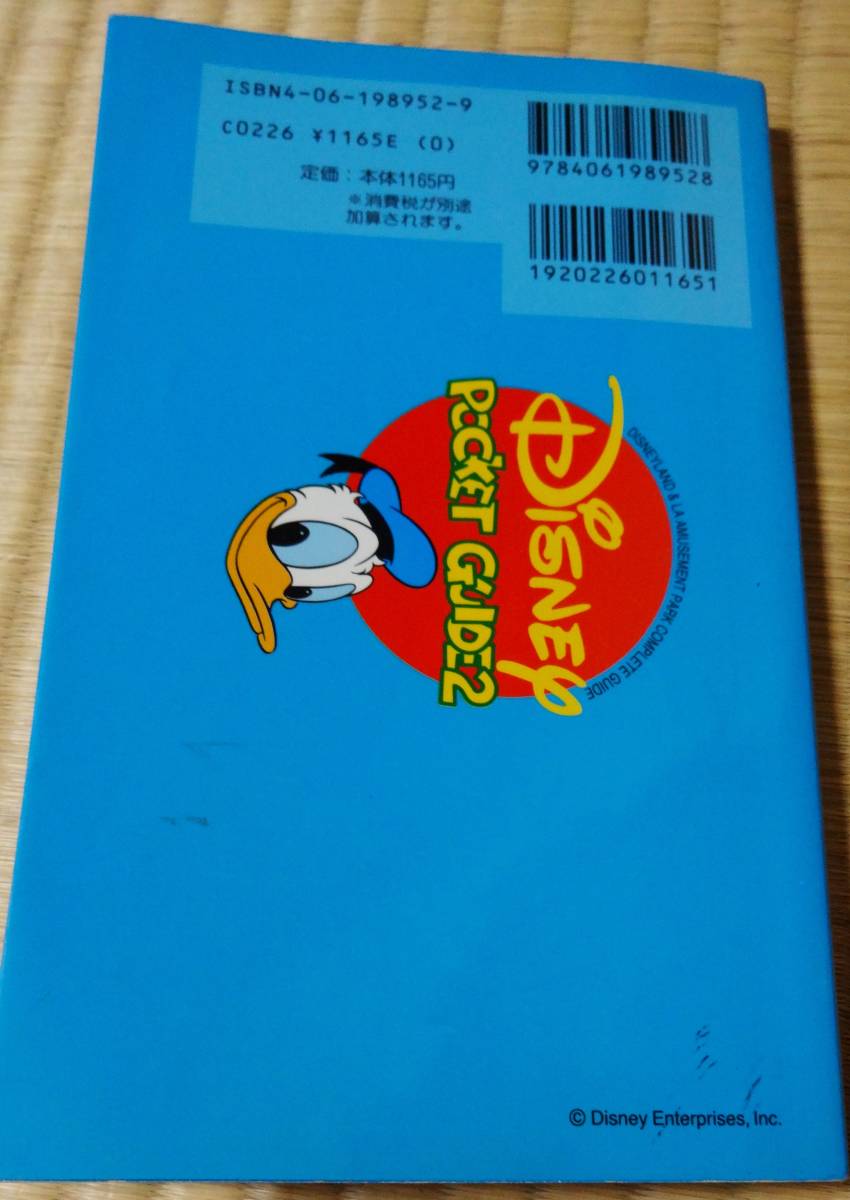 ISBN4-06-198952-9
C0226 ¥1165E (0)
定価：本体1165円
※消費税が別途
加算されます。
9784061989528
1920226011651
DISNEYLAND & LA AMUSEMENT PARK COMPLETE GUIDE
DISNEY
POCKET GUIDE2
© Disney Enterprises, Inc.